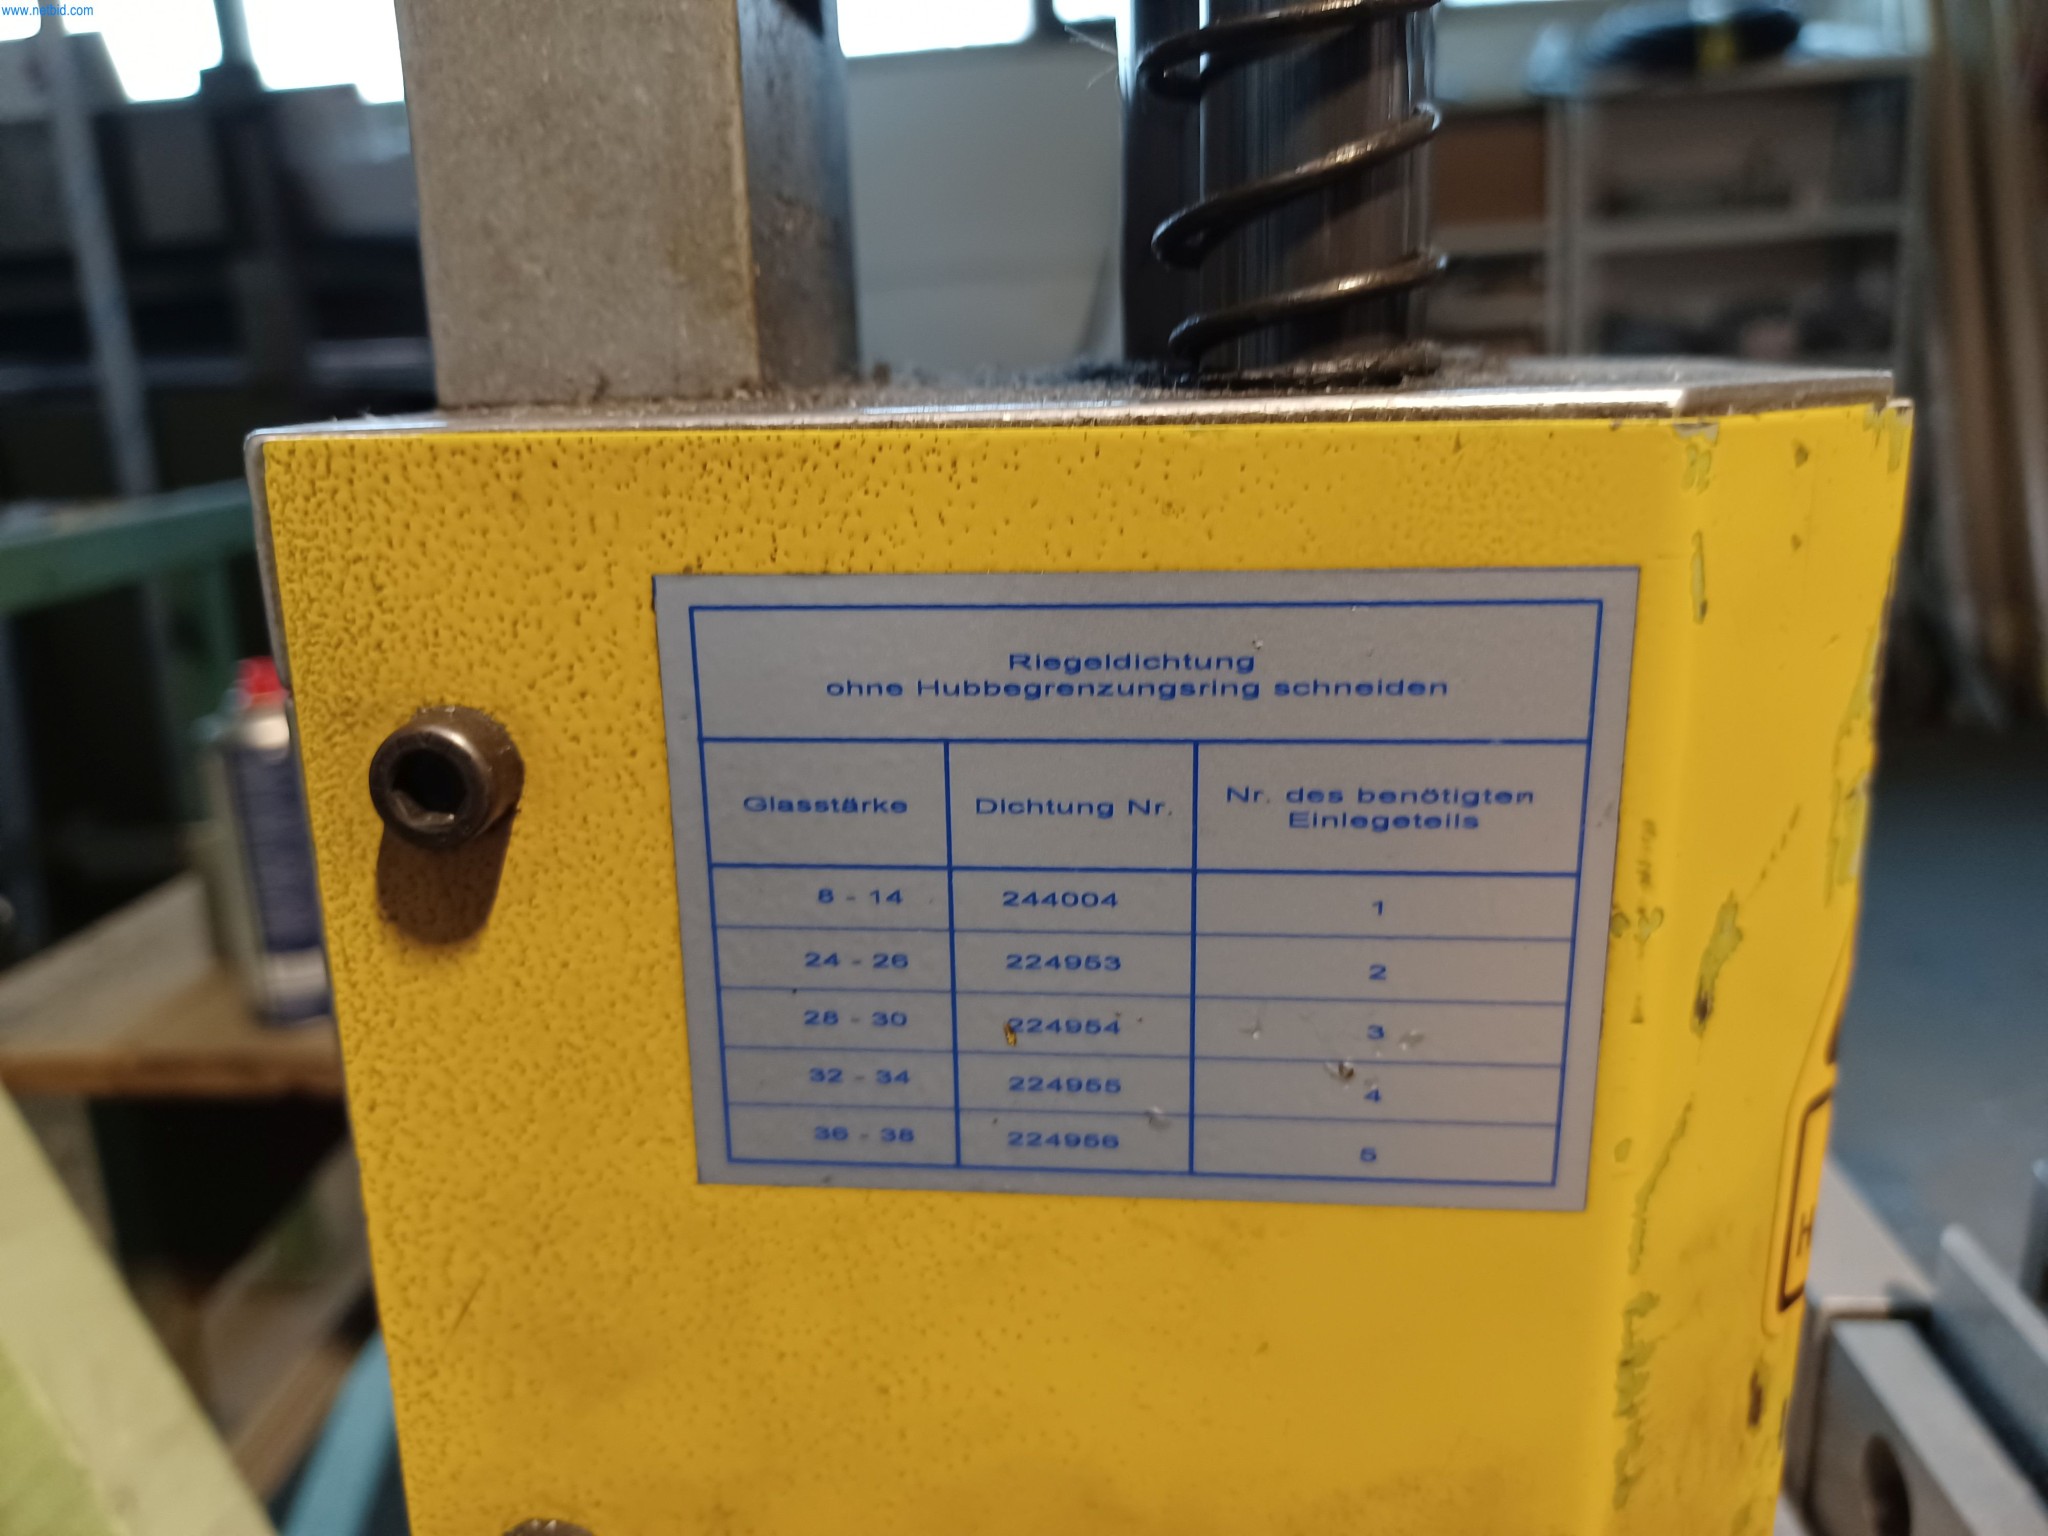 www.netbid.com
Riegeldichtung
ohne Hubbegrenzungsring schneiden
Glasstärke Dichtung Nr. Nr. des benötigten Einlegeteils
8 - 14 244004 1
24 - 26 224953 2
28 - 30 224954 3
32 - 34 224955 4
36 - 38 224956 5